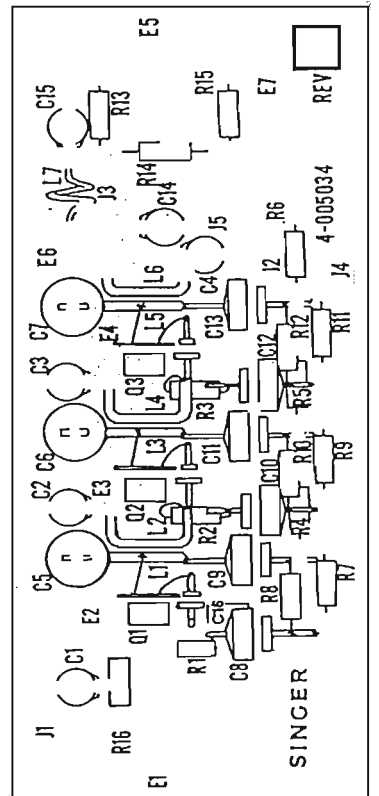 E5
C15
R13
R15
E7
REV
L7
J3
R14
C14
J5
C4
R6
J2
4-005034
J4
E6
C7
L6
E4
L5
C13
C12
R12
R11
C3
Q3
L4
R3
R5
C6
L3
C11
C10
R10
R9
C2
E3
Q2
L2
R2
R4
C5
L1
C9
R8
R7
E2
Q1
C16
R1
C8
C1
J1
R16
E1
SINGER